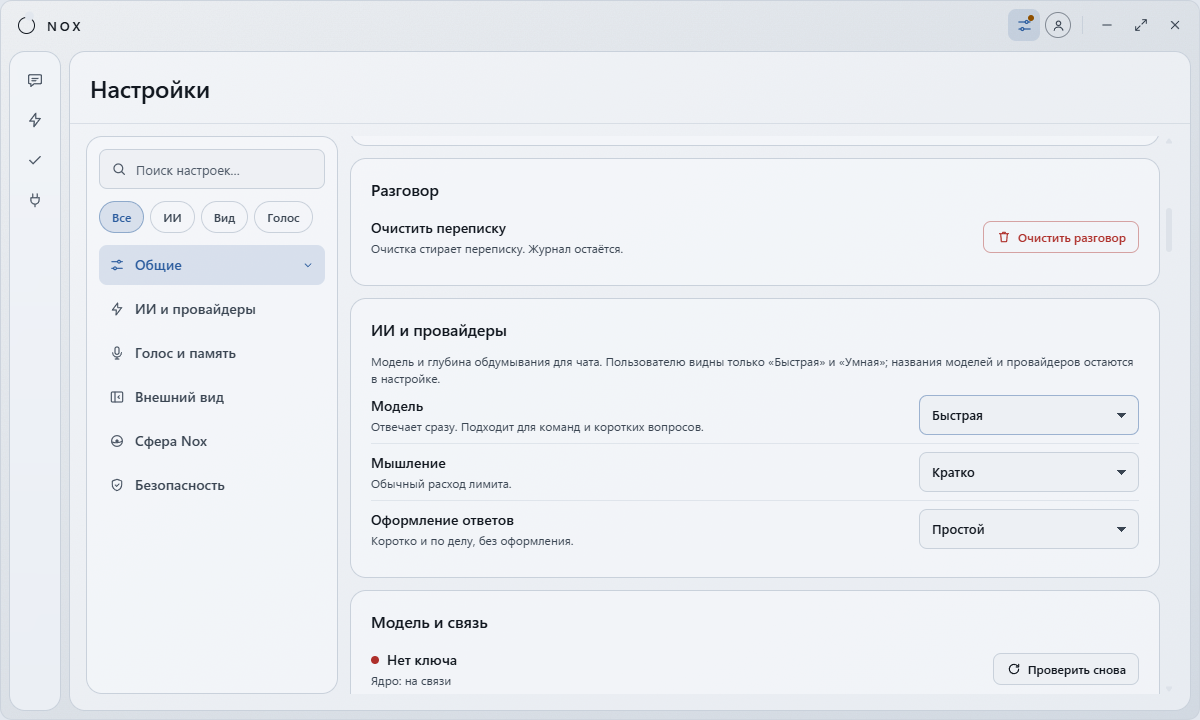 NOX
Настройки
Поиск настроек...
Все
ИИ
Вид
Голос
Общие
ИИ и провайдеры
Голос и память
Внешний вид
Сфера Nox
Безопасность
Разговор
Очистить переписку
Очистка стирает переписку. Журнал остаётся.
Очистить разговор
ИИ и провайдеры
Модель и глубина обдумывания для чата. Пользователю видны только «Быстрая» и «Умная»; названия моделей и провайдеров остаются
в настройке.
Модель
Отвечает сразу. Подходит для команд и коротких вопросов.
Быстрая
Мышление
Обычный расход лимита.
Кратко
Оформление ответов
Коротко и по делу, без оформления.
Простой
Модель и связь
Нет ключа
Ядро: на связи
Проверить снова